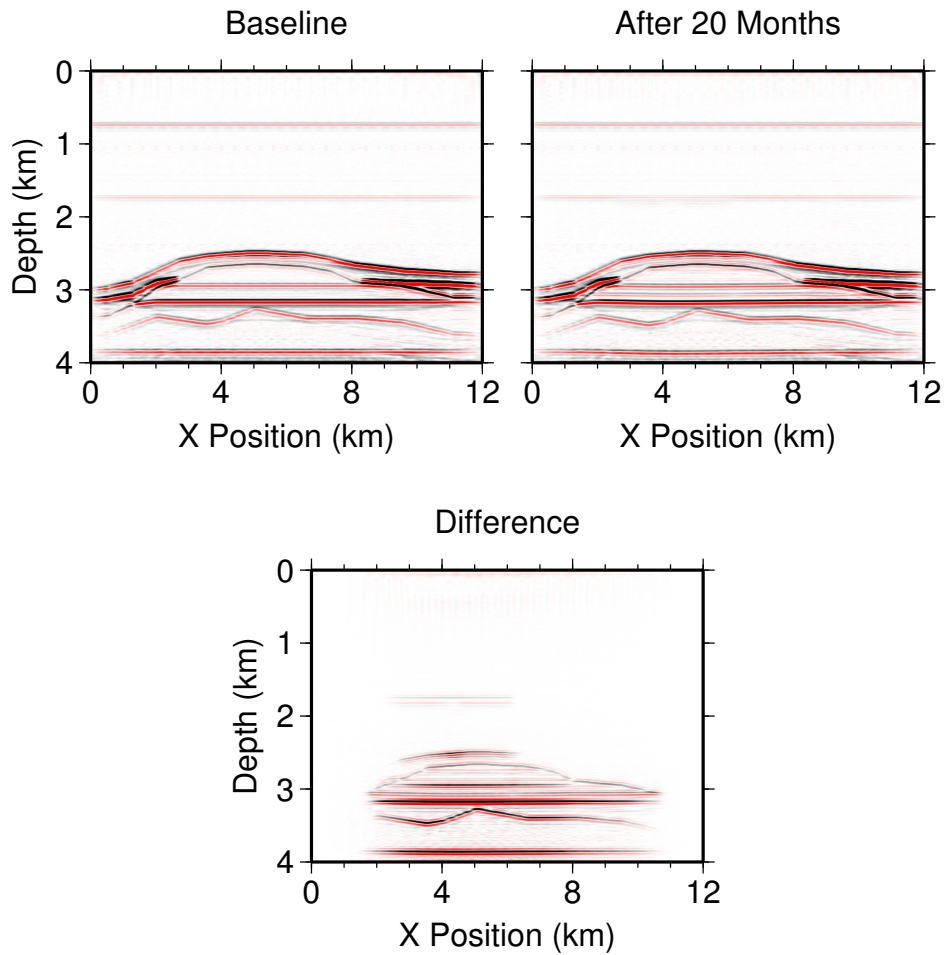 Baseline
After 20 Months
0
1
2
3
4
Depth (km)
0 4 8 12
X Position (km)
0 4 8 12
X Position (km)
Difference
0
1
2
3
4
Depth (km)
0 4 8 12
X Position (km)